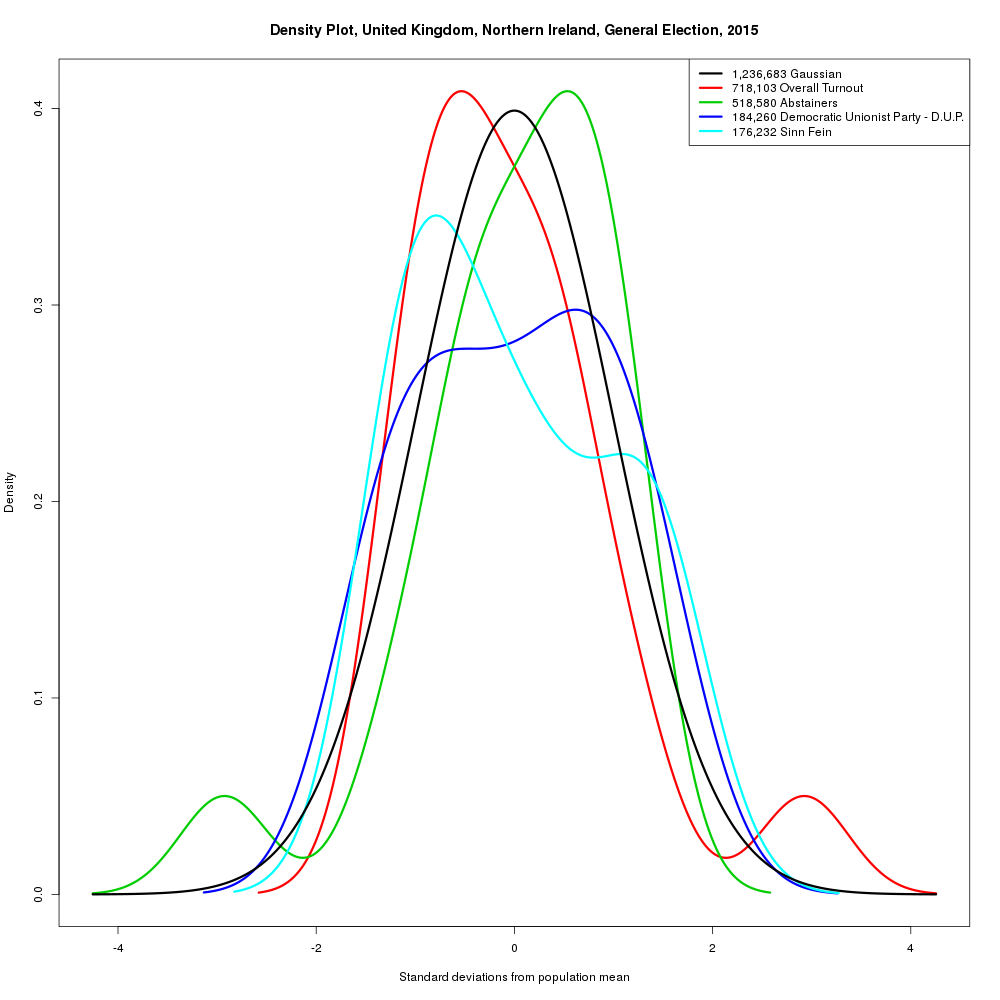 Density Plot, United Kingdom, Northern Ireland, General Election, 2015
1,236,683 Gaussian
718,103 Overall Turnout
518,580 Abstainers
184,260 Democratic Unionist Party - D.U.P.
176,232 Sinn Fein
Density
0.4
0.3
0.2
0.1
0.0
-4 -2 0 2 4
Standard deviations from population mean